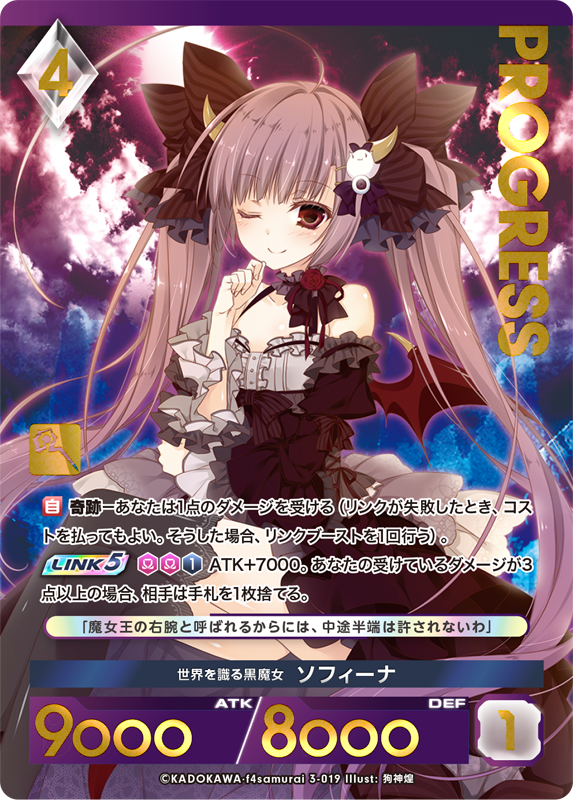 4
PROGRESS
自 奇跡ーあなたは1点のダメージを受ける（リンクが失敗したとき、コス
トを払ってもよい。そうした場合、リンクブーストを1回行う）。
LINK5 Ω Ω 1 ATK+7000。あなたの受けているダメージが3
点以上の場合、相手は手札を1枚捨てる。
「魔女王の右腕と呼ばれるからには、中途半端は許されないわ」
世界を識る黒魔女 ソフィーナ
ATK DEF
9000/8000 1
©KADOKAWA・f4samurai 3-019 Illust: 狗神煌